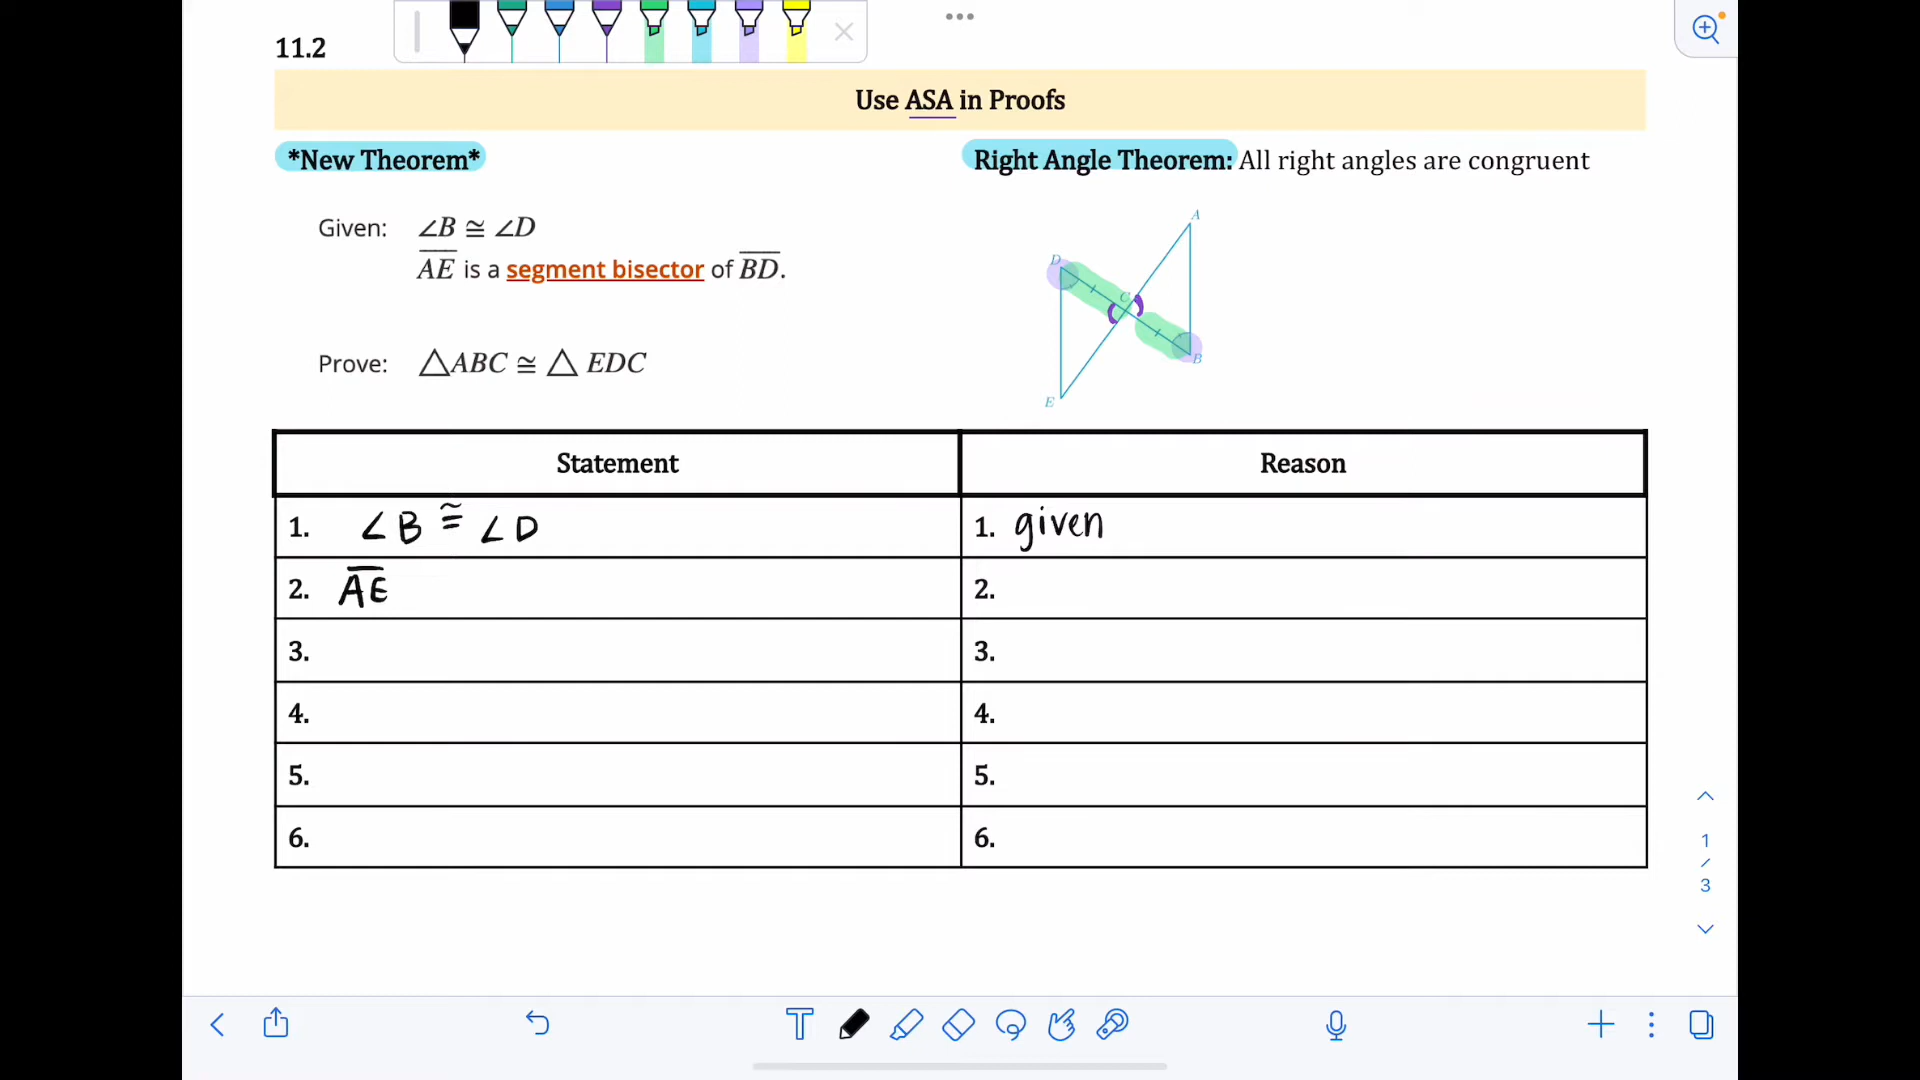 11.2
Use ASA in Proofs
*New Theorem*
Right Angle Theorem: All right angles are congruent
Given: ∠B ≅ ∠D
AE is a segment bisector of BD.
Prove: △ABC ≅ △ EDC
A
D
C
B
E
Statement
Reason
1. ∠B ≅ ∠D
1. given
2. AE
2.
3.
3.
4.
4.
5.
5.
6.
6.
1
/
3
T